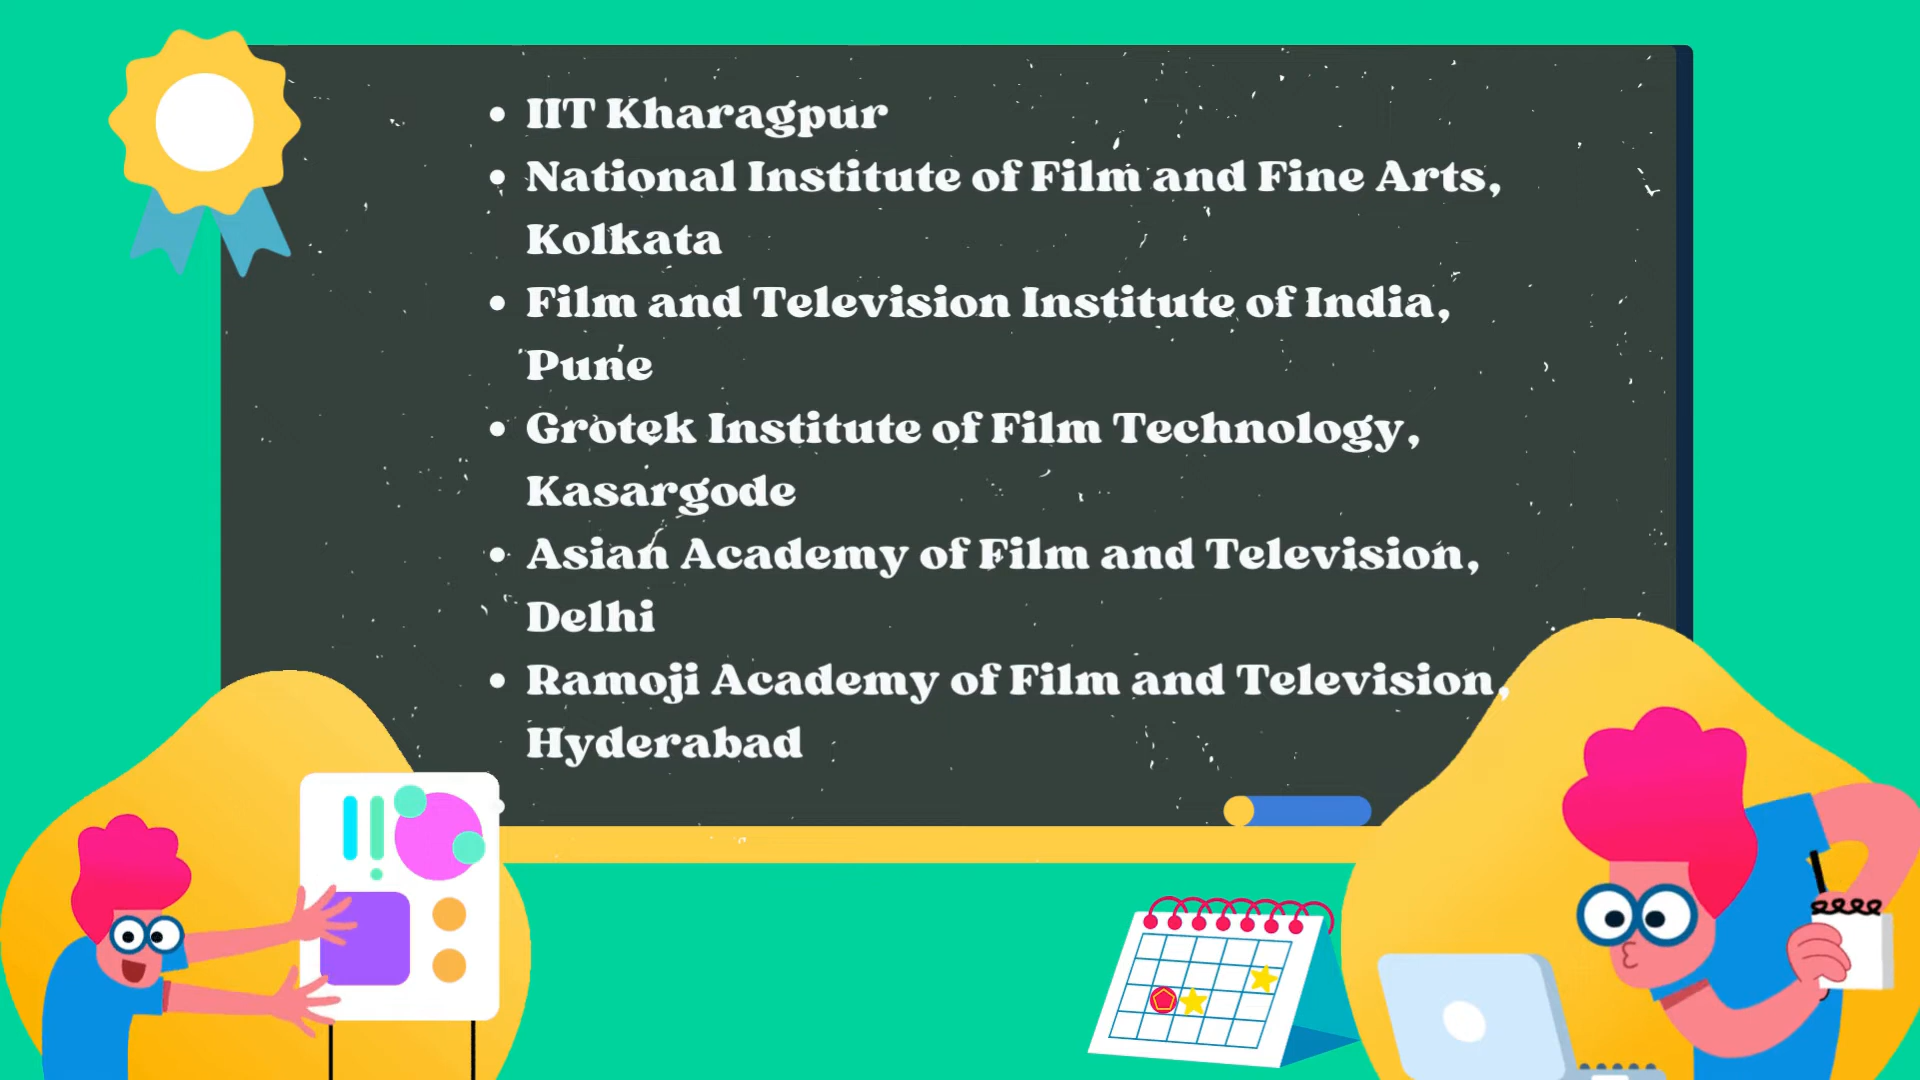 • IIT Kharagpur
• National Institute of Film and Fine Arts,
Kolkata
• Film and Television Institute of India,
Pune
• Grotek Institute of Film Technology,
Kasargode
• Asian Academy of Film and Television,
Delhi
• Ramoji Academy of Film and Television,
Hyderabad
•